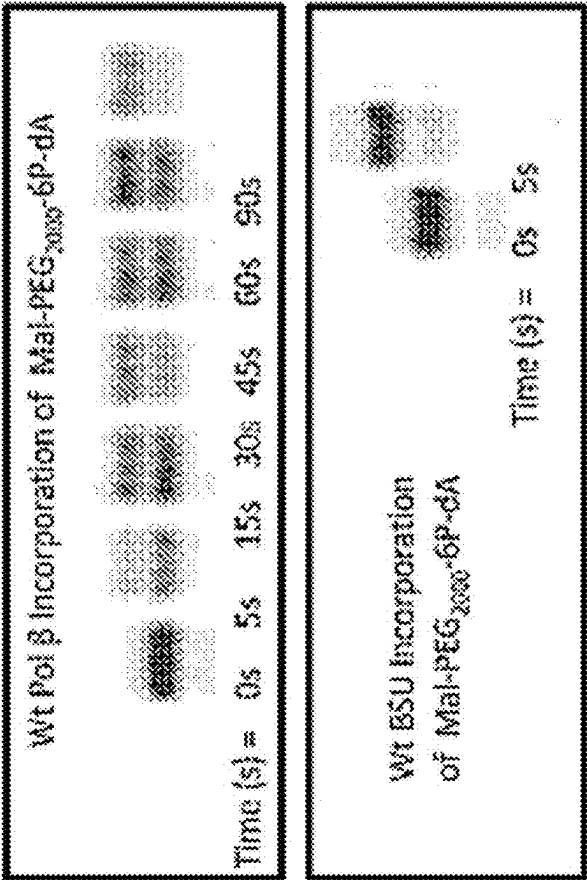 Wt Pol β Incorporation of Mal-PEG2000-6P-dA
Time (s) = 0s 5s 15s 30s 45s 60s 90s
Wt BSU Incorporation
of Mal-PEG2000-6P-dA
Time (s) = 0s 5s